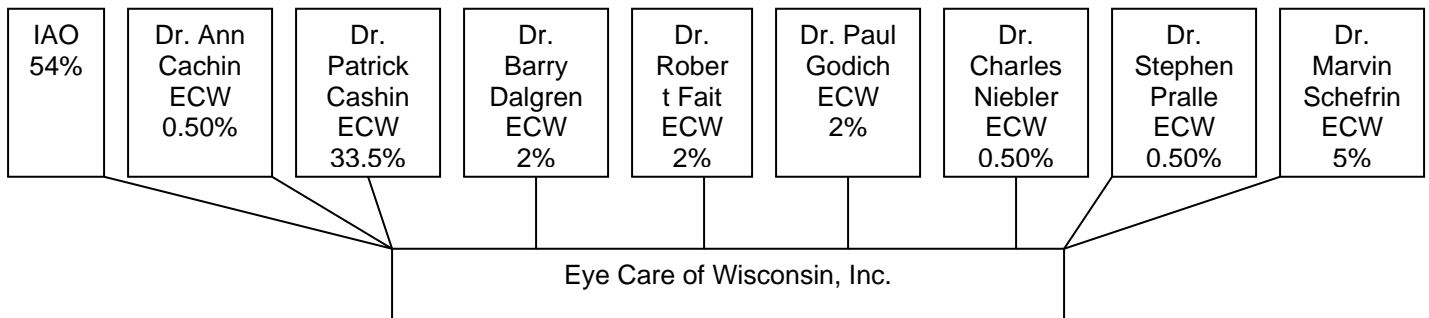 IAO
54%
Dr. Ann
Cachin
ECW
0.50%
Dr.
Patrick
Cashin
ECW
33.5%
Dr.
Barry
Dalgren
ECW
2%
Dr.
Rober
t Fait
ECW
2%
Dr. Paul
Godich
ECW
2%
Dr.
Charles
Niebler
ECW
0.50%
Dr.
Stephen
Pralle
ECW
0.50%
Dr.
Marvin
Schefrin
ECW
5%
Eye Care of Wisconsin, Inc.